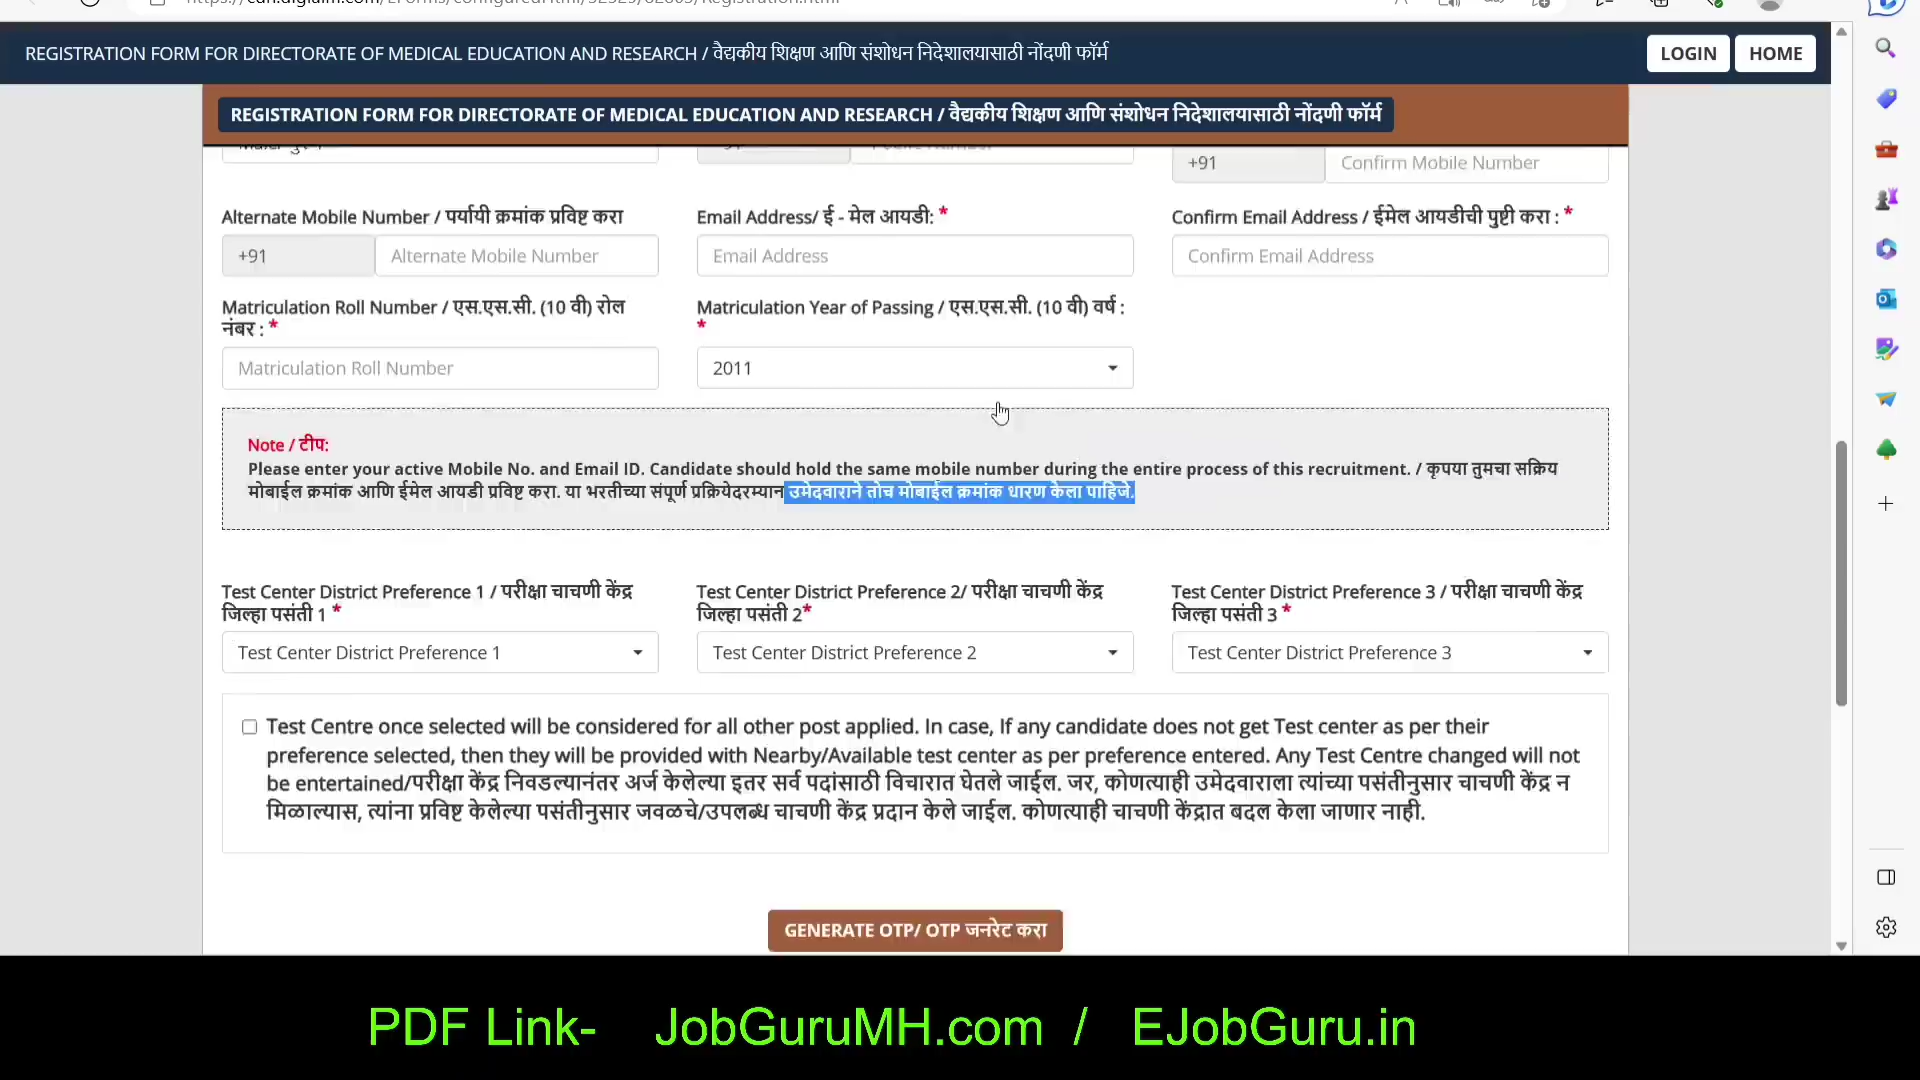 REGISTRATION FORM FOR DIRECTORATE OF MEDICAL EDUCATION AND RESEARCH / वैद्यकीय शिक्षण आणि संशोधन निदेशालयासाठी नोंदणी फॉर्म
LOGIN HOME
REGISTRATION FORM FOR DIRECTORATE OF MEDICAL EDUCATION AND RESEARCH / वैद्यकीय शिक्षण आणि संशोधन निदेशालयासाठी नोंदणी फॉर्म
+91 Confirm Mobile Number
Alternate Mobile Number / पर्यायी क्रमांक प्रविष्ट करा
Email Address/ ई - मेल आयडी: *
Confirm Email Address / ईमेल आयडीची पुष्टी करा : *
+91 Alternate Mobile Number
Email Address
Confirm Email Address
Matriculation Roll Number / एस.एस.सी. (10 वी) रोल
नंबर : *
Matriculation Year of Passing / एस.एस.सी. (10 वी) वर्ष :
*
Matriculation Roll Number
2011
Note / टीप:
Please enter your active Mobile No. and Email ID. Candidate should hold the same mobile number during the entire process of this recruitment. / कृपया तुमचा सक्रिय
मोबाईल क्रमांक आणि ईमेल आयडी प्रविष्ट करा. या भरतीच्या संपूर्ण प्रक्रियेदरम्यान उमेदवाराने तोच मोबाईल क्रमांक धारण केला पाहिजे.
Test Center District Preference 1 / परीक्षा चाचणी केंद्र
जिल्हा पसंती 1 *
Test Center District Preference 2/ परीक्षा चाचणी केंद्र
जिल्हा पसंती 2*
Test Center District Preference 3 / परीक्षा चाचणी केंद्र
जिल्हा पसंती 3 *
Test Center District Preference 1
Test Center District Preference 2
Test Center District Preference 3
Test Centre once selected will be considered for all other post applied. In case, If any candidate does not get Test center as per their
preference selected, then they will be provided with Nearby/Available test center as per preference entered. Any Test Centre changed will not
be entertained/परीक्षा केंद्र निवडल्यानंतर अर्ज केलेल्या इतर सर्व पदांसाठी विचारात घेतले जाईल. जर, कोणत्याही उमेदवाराला त्यांच्या पसंतीनुसार चाचणी केंद्र न
मिळाल्यास, त्यांना प्रविष्ट केलेल्या पसंतीनुसार जवळचे/उपलब्ध चाचणी केंद्र प्रदान केले जाईल. कोणत्याही चाचणी केंद्रात बदल केला जाणार नाही.
GENERATE OTP/ OTP जनरेट करा
PDF Link- JobGuruMH.com / EJobGuru.in